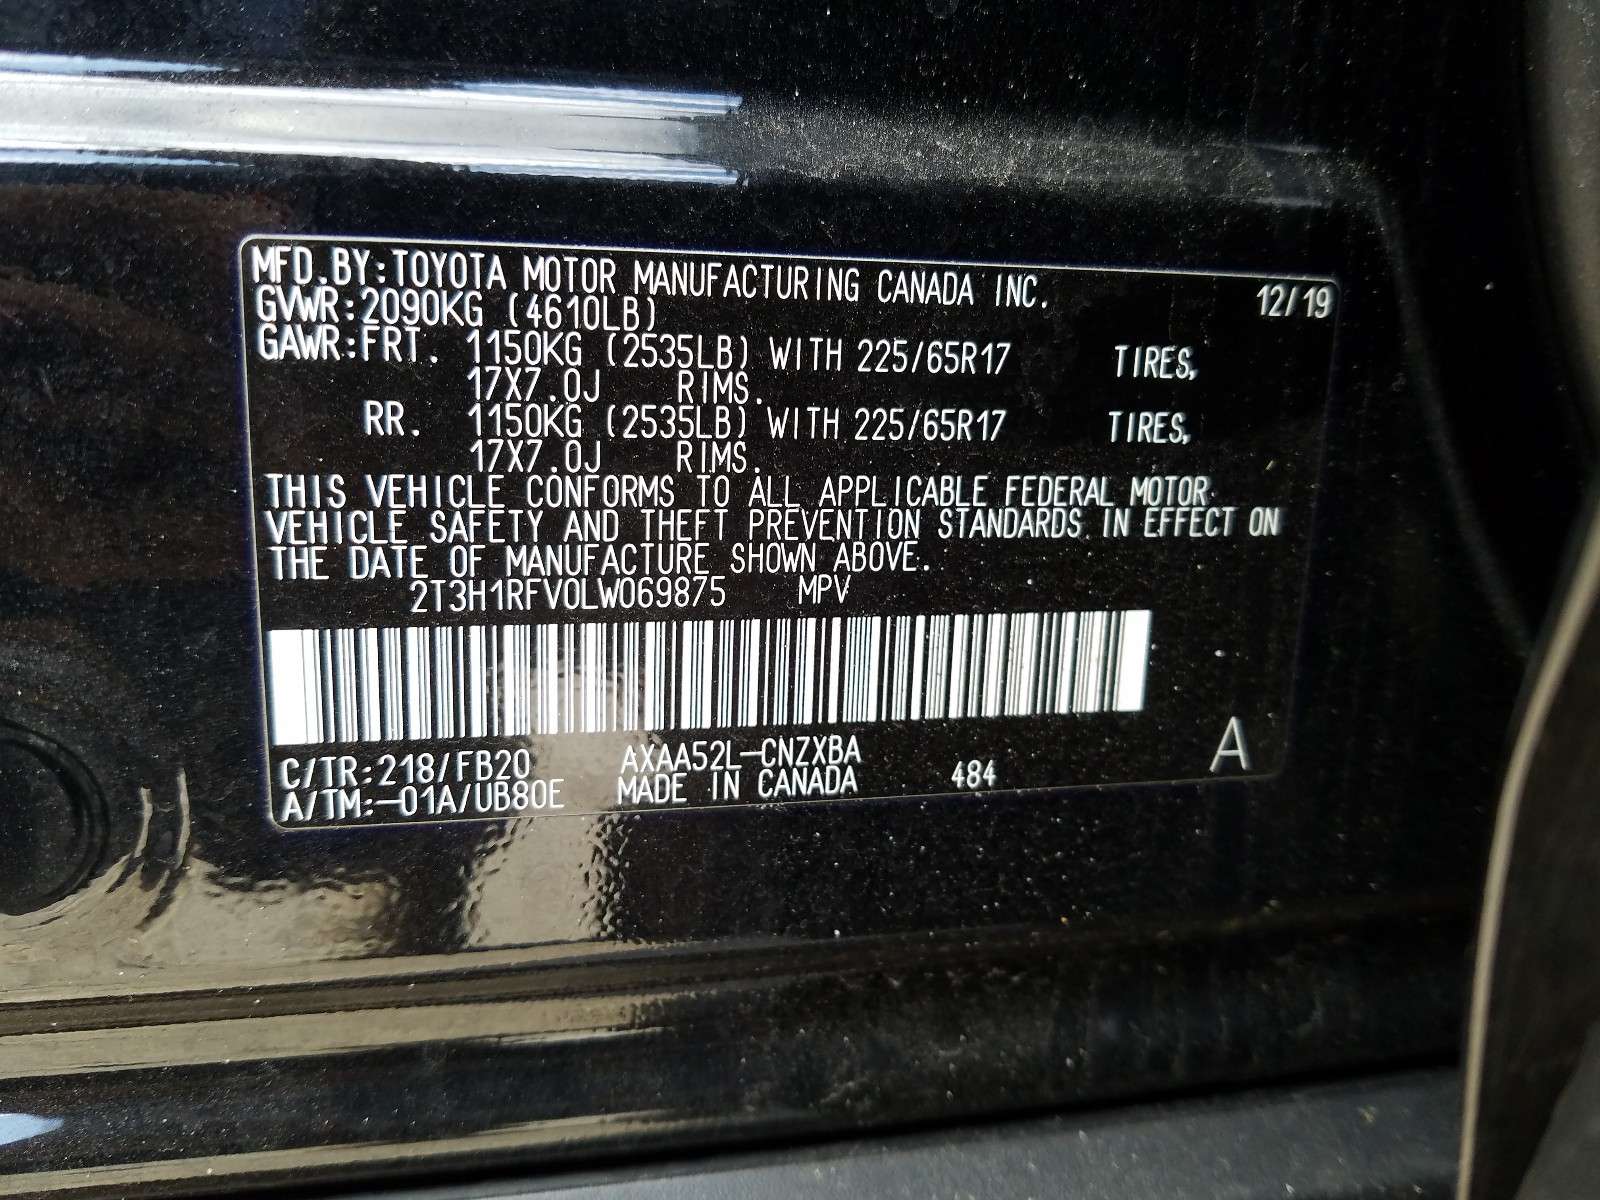 MFD.BY:TOYOTA MOTOR MANUFACTURING CANADA INC. 12/19
GVWR:2090KG (4610LB)
GAWR:FRT. 1150KG (2535LB) WITH 225/65R17 TIRES,
17X7.0J RIMS.
RR. 1150KG (2535LB) WITH 225/65R17 TIRES,
17X7.0J RIMS.
THIS VEHICLE CONFORMS TO ALL APPLICABLE FEDERAL MOTOR
VEHICLE SAFETY AND THEFT PREVENTION STANDARDS IN EFFECT ON
THE DATE OF MANUFACTURE SHOWN ABOVE.
2T3H1RFV0LW069875 MPV
C/TR:218/FB20 AXAA52L-CNZXBA A
A/TM:-01A/UB80E MADE IN CANADA 484